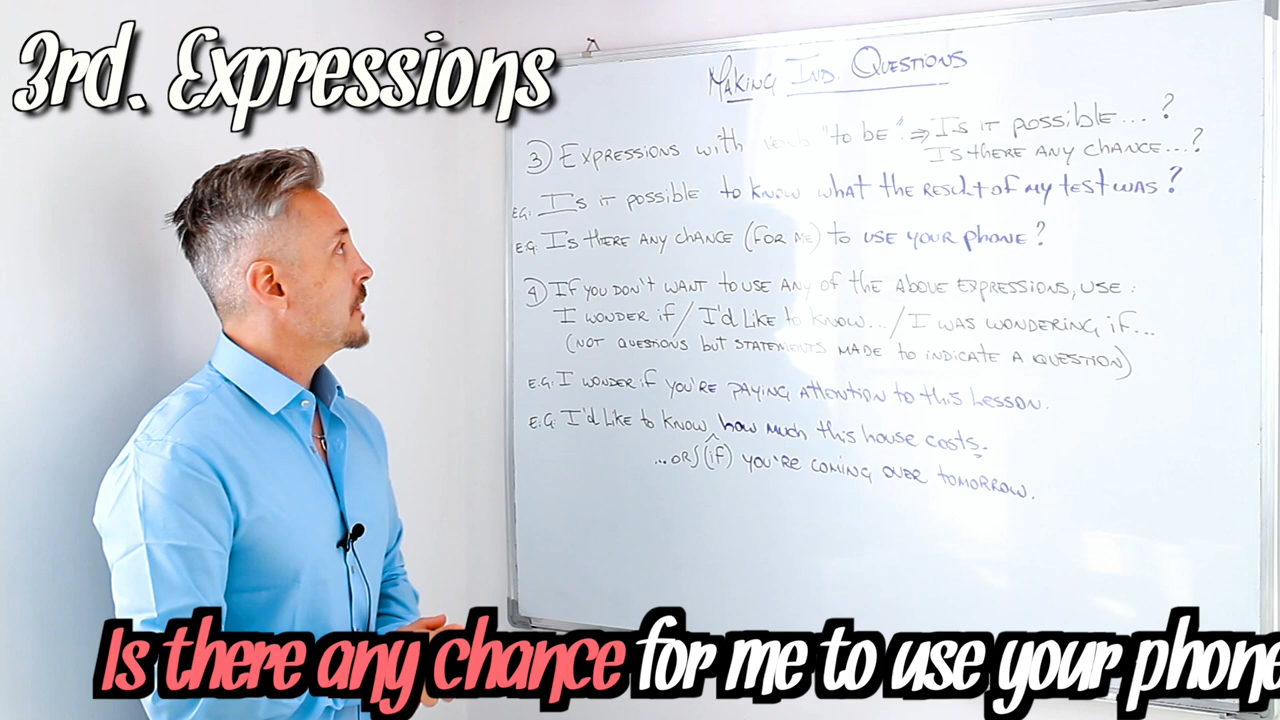 3rd. Expressions
MAKING IND. QUESTIONS
3) EXPRESSIONS WITH VERB "TO BE" ⇒ IS IT POSSIBLE...?
IS THERE ANY CHANCE...?
E.G: IS IT POSSIBLE TO KNOW WHAT THE RESULT OF MY TEST WAS?
E.G: IS THERE ANY CHANCE (FOR ME) TO USE YOUR PHONE?
4) IF YOU DON'T WANT TO USE ANY OF THE ABOVE EXPRESSIONS, USE:
I WONDER IF / I'D LIKE TO KNOW... / I WAS WONDERING IF...
(NOT QUESTIONS BUT STATEMENTS MADE TO INDICATE A QUESTION)
E.G: I WONDER IF YOU'RE PAYING ATTENTION TO THIS LESSON.
E.G: I'D LIKE TO KNOW HOW MUCH THIS HOUSE COSTS.
...OR (IF) YOU'RE COMING OVER TOMORROW.
Is there any chance for me to use your phone